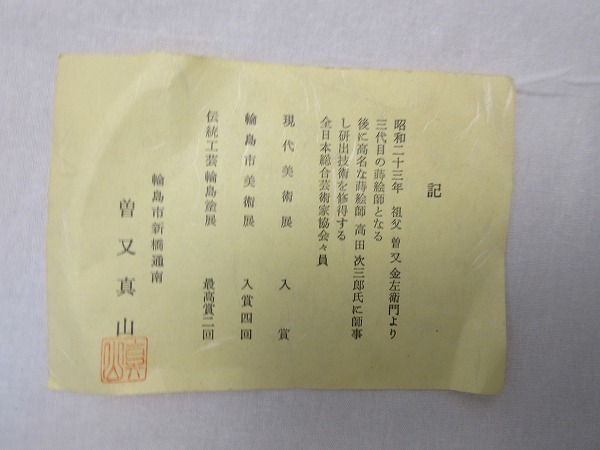 記
昭和二十三年 祖父 曽又 金左衛門より
三代目の蒔絵師となる
後に高名な蒔絵師 高田 次三郎氏に師事
し研出技術を修得する
全日本総合芸術家協会々員
現代美術展 入賞
輪島市美術展 入賞四回
伝統工芸輪島塗展 最高賞二回
輪島市新橋通南
曽又真山